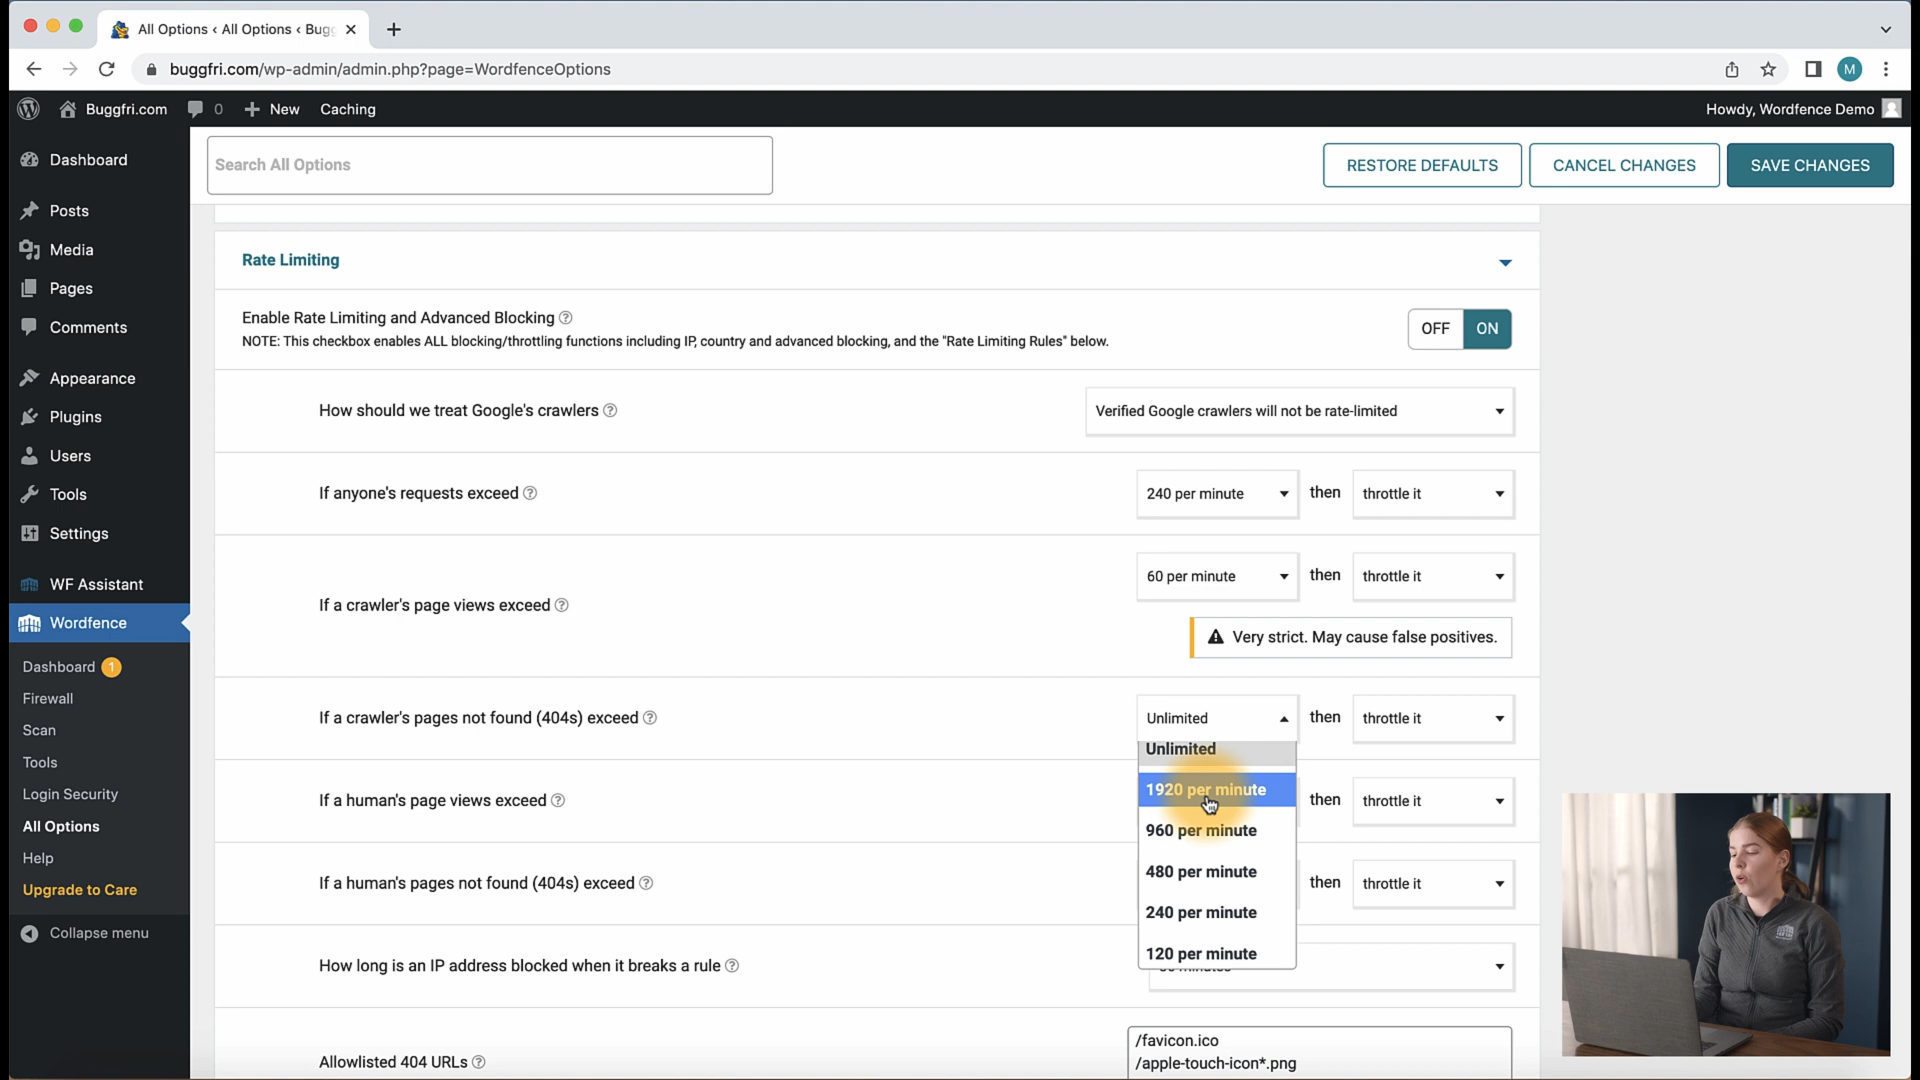 All Options ‹ All Options ‹ Bugg
buggfri.com/wp-admin/admin.php?page=WordfenceOptions
M
Buggfri.com
0
New
Caching
Howdy, Wordfence Demo
Dashboard
Posts
Media
Pages
Comments
Appearance
Plugins
Users
Tools
Settings
WF Assistant
Wordfence
Dashboard 1
Firewall
Scan
Tools
Login Security
All Options
Help
Upgrade to Care
Collapse menu
Search All Options
RESTORE DEFAULTS
CANCEL CHANGES
SAVE CHANGES
Rate Limiting
Enable Rate Limiting and Advanced Blocking
NOTE: This checkbox enables ALL blocking/throttling functions including IP, country and advanced blocking, and the "Rate Limiting Rules" below.
OFF ON
How should we treat Google's crawlers
Verified Google crawlers will not be rate-limited
If anyone's requests exceed
240 per minute then throttle it
If a crawler's page views exceed
60 per minute then throttle it
Very strict. May cause false positives.
If a crawler's pages not found (404s) exceed
Unlimited then throttle it
Unlimited
1920 per minute
960 per minute
480 per minute
240 per minute
120 per minute
If a human's page views exceed
then throttle it
If a human's pages not found (404s) exceed
then throttle it
How long is an IP address blocked when it breaks a rule
Allowlisted 404 URLs
/favicon.ico
/apple-touch-icon*.png